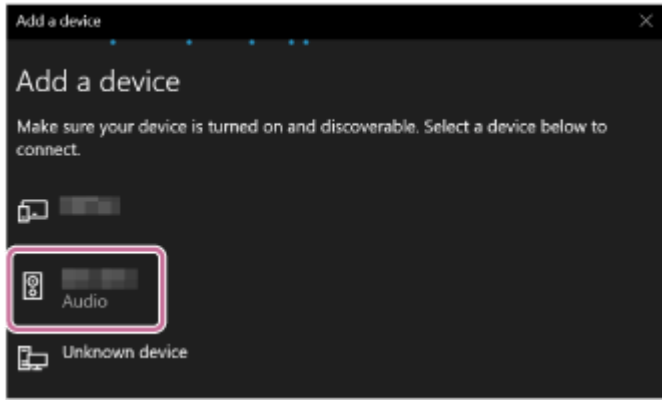 Add a device
Add a device
Make sure your device is turned on and discoverable. Select a device below to
connect.
Audio
Unknown device